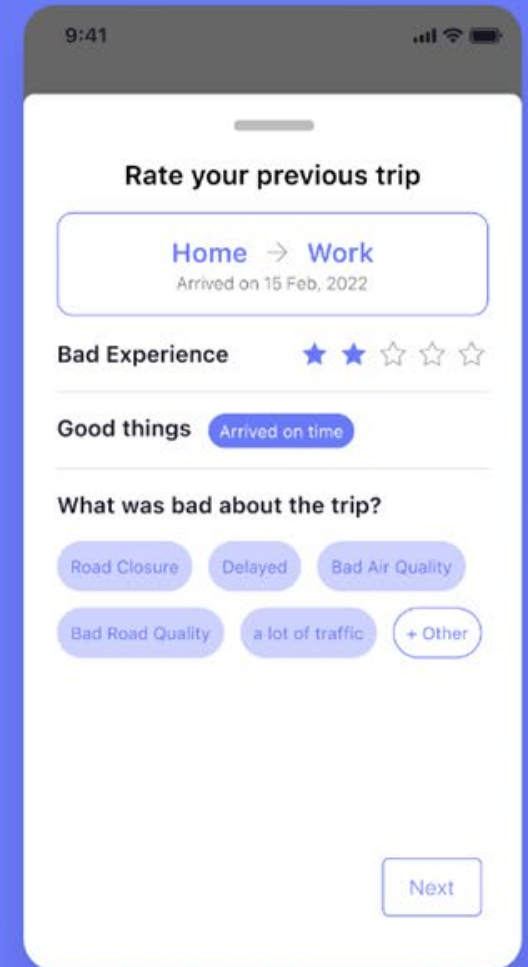 9:41
Rate your previous trip
Home → Work
Arrived on 15 Feb, 2022
Bad Experience
Good things Arrived on time
What was bad about the trip?
Road Closure Delayed Bad Air Quality
Bad Road Quality a lot of traffic + Other
Next